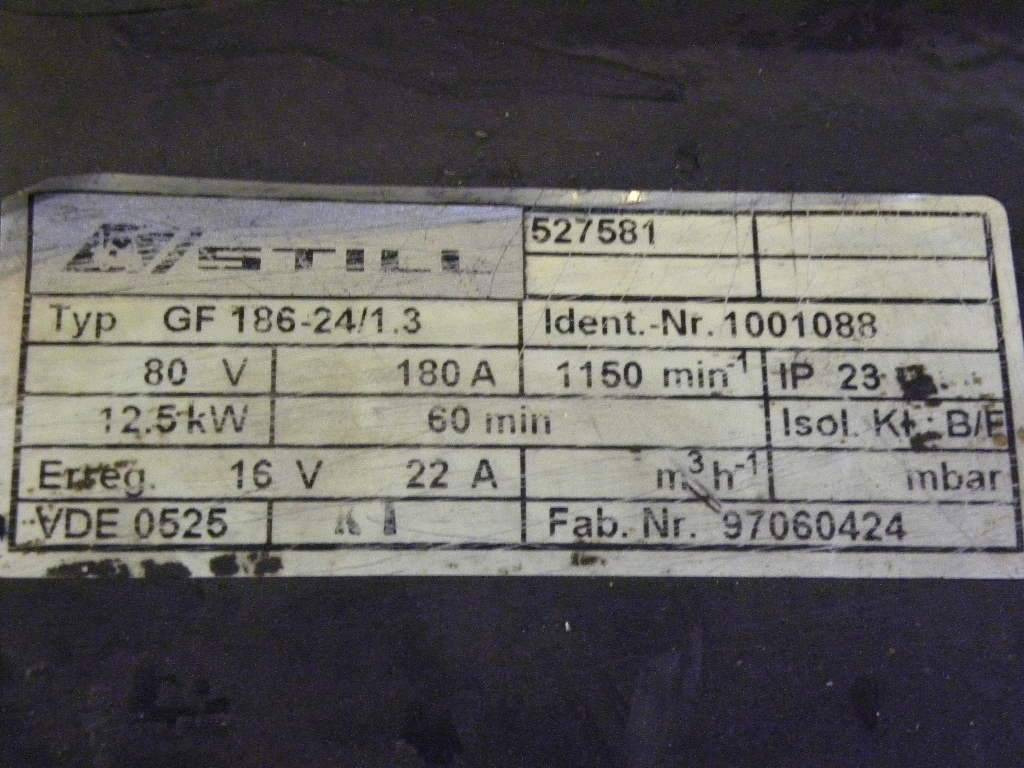 STILL 527581
Typ GF 186-24/1.3 Ident.-Nr. 1001088
80 V 180 A 1150 min⁻¹ IP 23
12.5 kW 60 min Isol. Kl. B/F
Erreg. 16 V 22 A m³h⁻¹ mbar
VDE 0525 Fab. Nr. 97060424